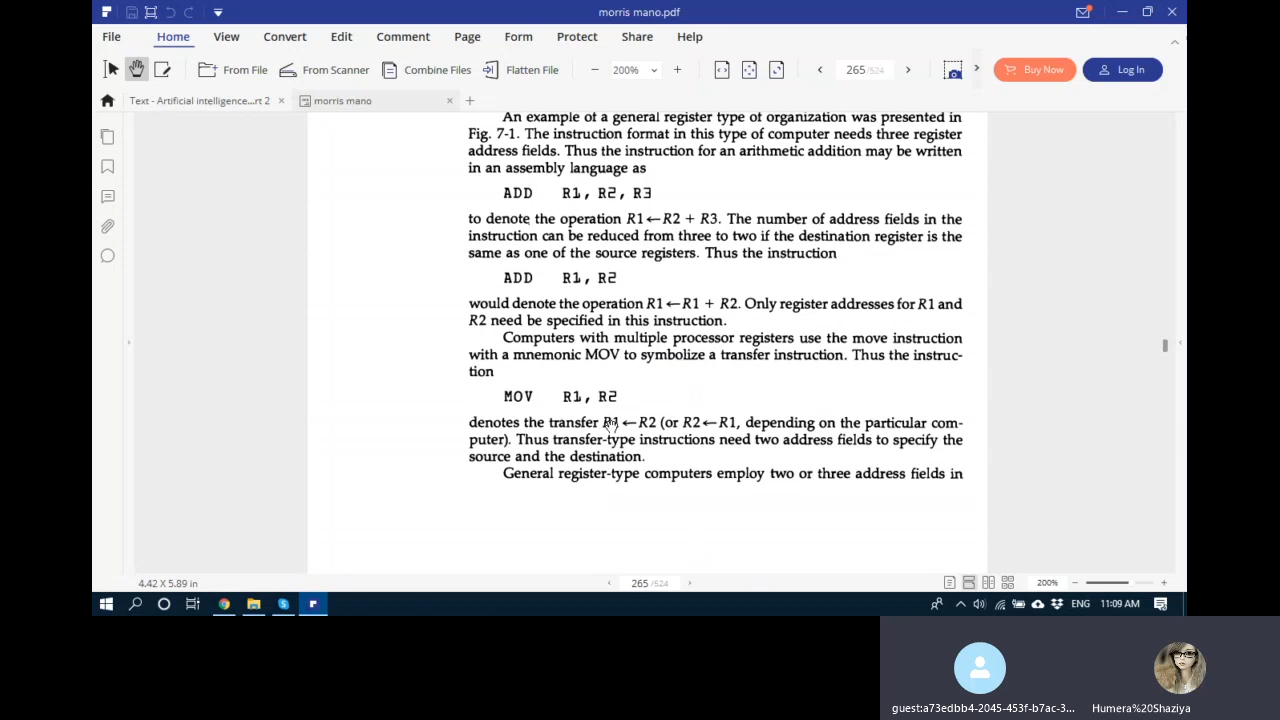 morris mano.pdf
File Home View Convert Edit Comment Page Form Protect Share Help
From File From Scanner Combine Files Flatten File 200% 265 /524 Buy Now Log In
Text - Artificial intelligence...rt 2 morris mano
An example of a general register type of organization was presented in
Fig. 7-1. The instruction format in this type of computer needs three register
address fields. Thus the instruction for an arithmetic addition may be written
in an assembly language as
ADD R1, R2, R3
to denote the operation R1←R2 + R3. The number of address fields in the
instruction can be reduced from three to two if the destination register is the
same as one of the source registers. Thus the instruction
ADD R1, R2
would denote the operation R1←R1 + R2. Only register addresses for R1 and
R2 need be specified in this instruction.
Computers with multiple processor registers use the move instruction
with a mnemonic MOV to symbolize a transfer instruction. Thus the instruc-
tion
MOV R1, R2
denotes the transfer R1←R2 (or R2←R1, depending on the particular com-
puter). Thus transfer-type instructions need two address fields to specify the
source and the destination.
General register-type computers employ two or three address fields in
4.42 X 5.89 in 265 /524 200%
ENG 11:09 AM
guest:a73edbb4-2045-453f-b7ac-3... Humera%20Shaziya